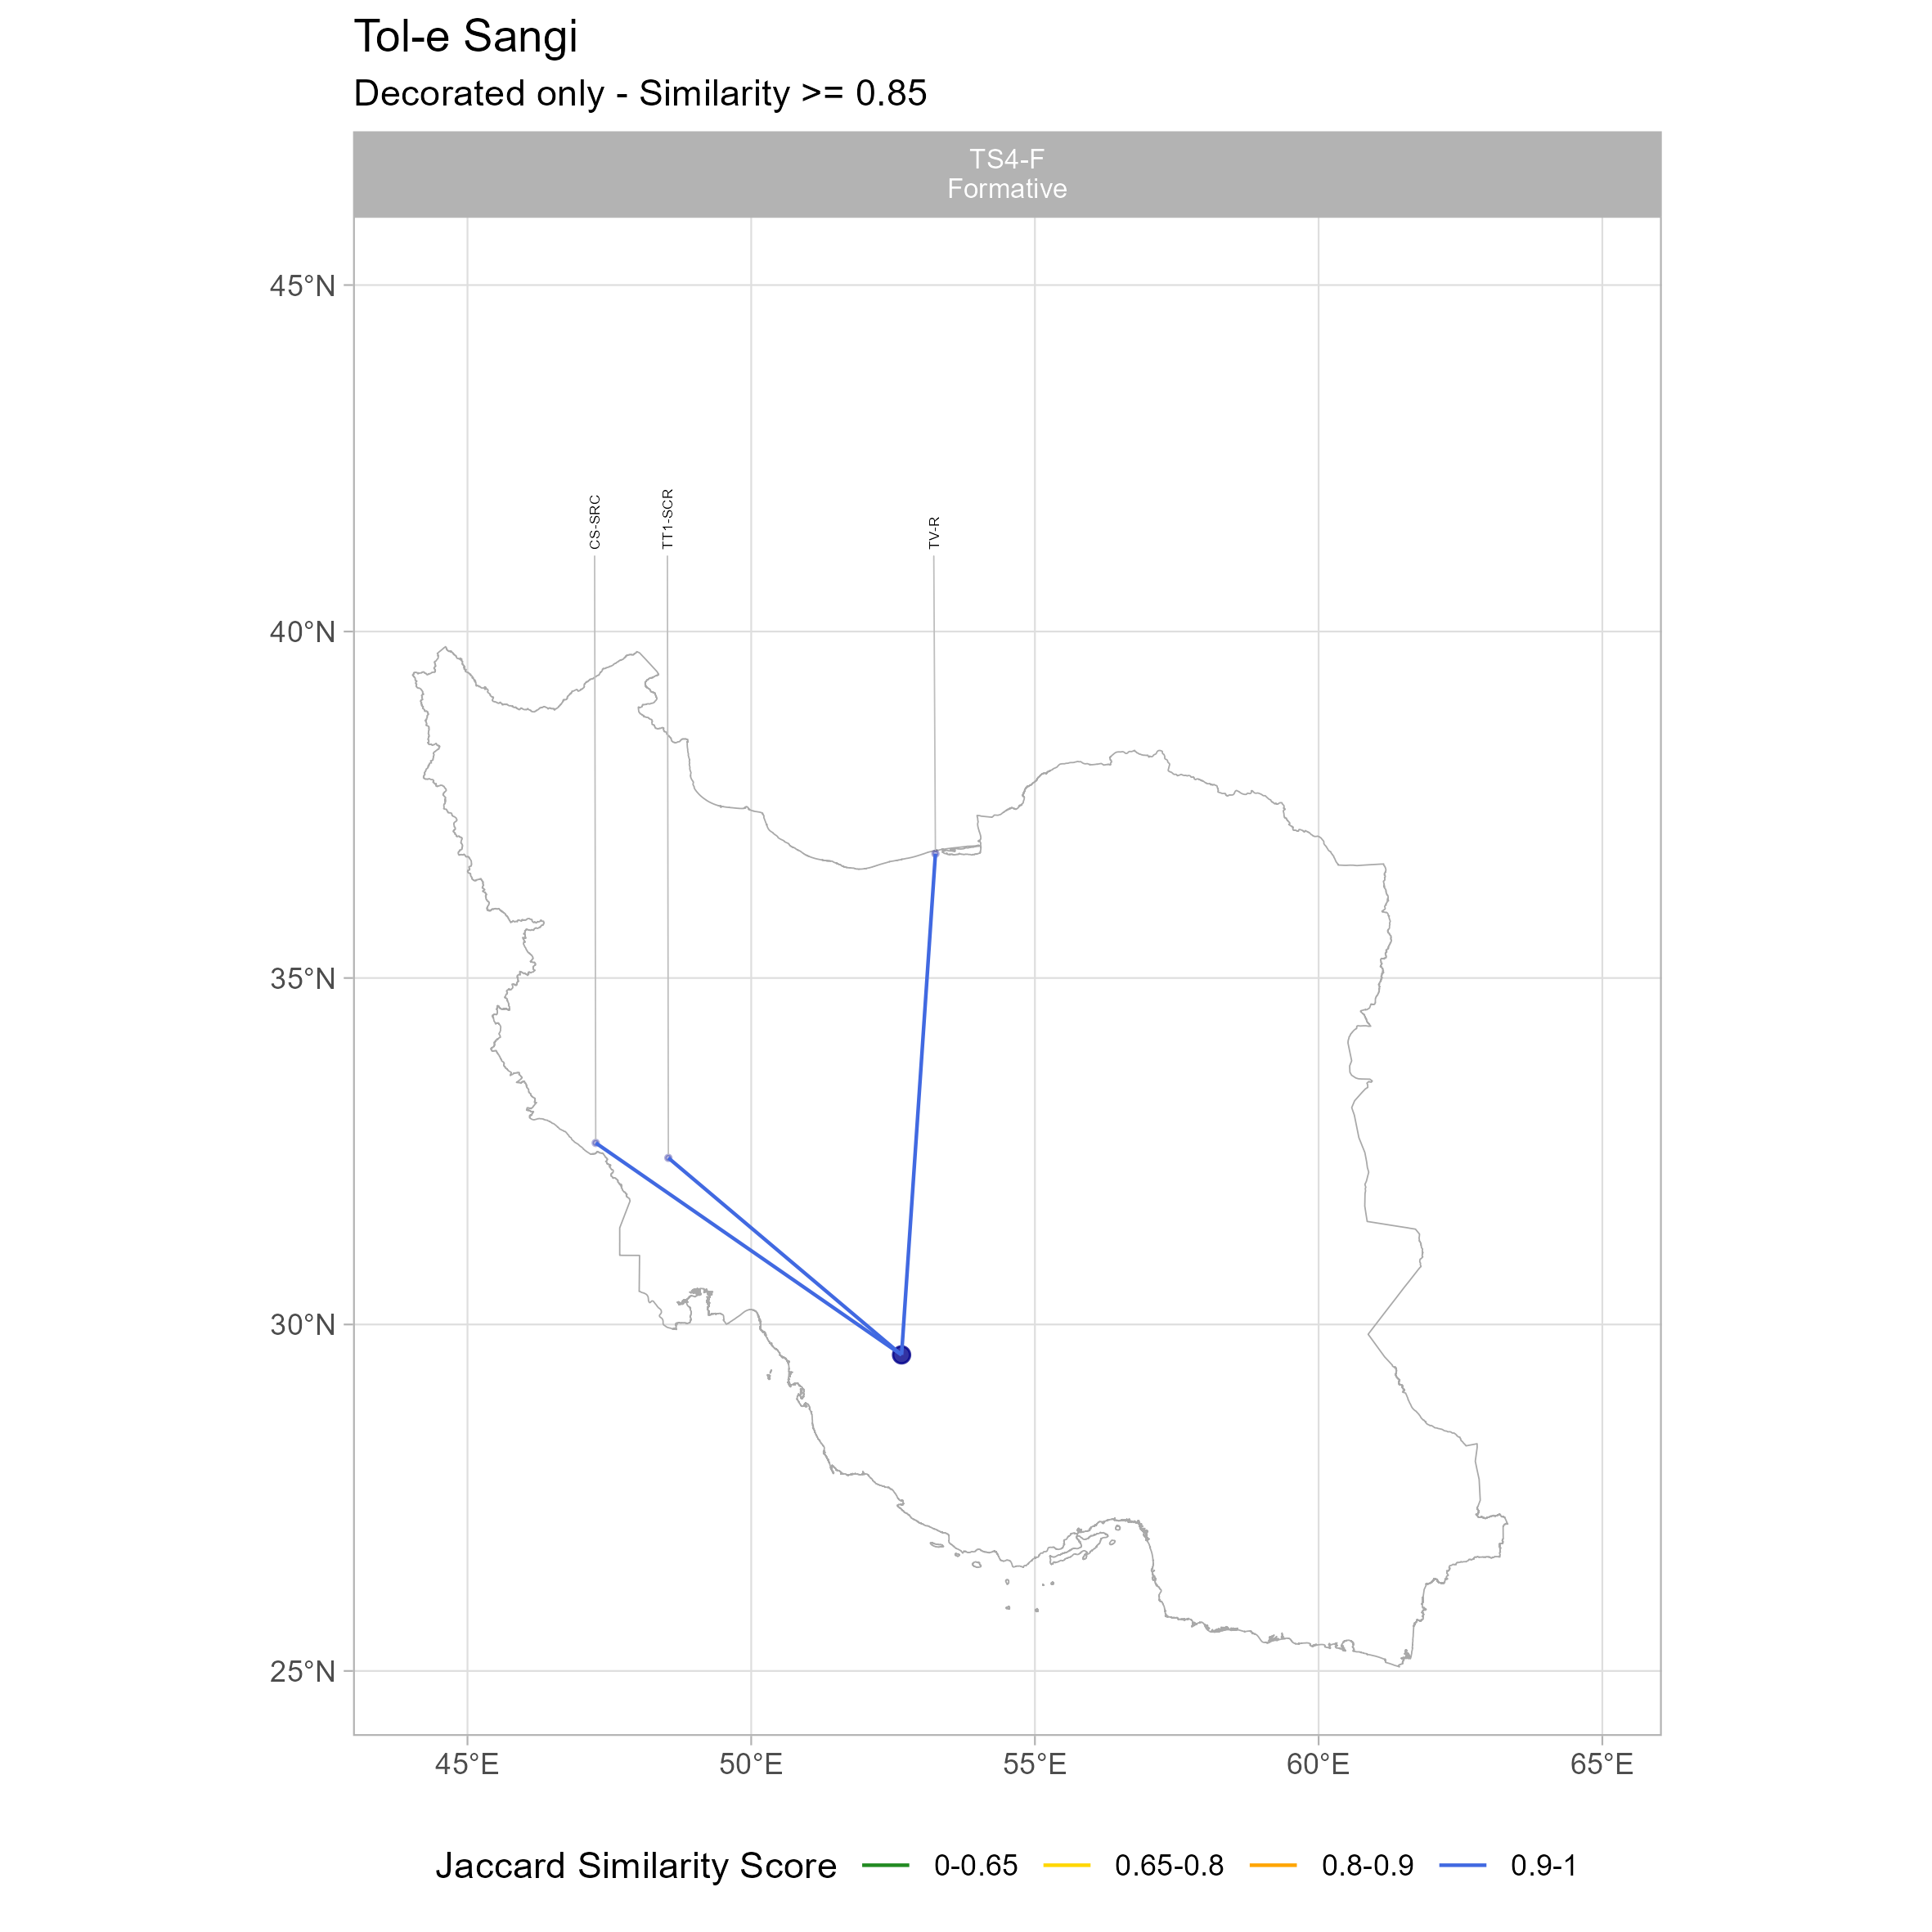 Tol-e Sangi
Decorated only - Similarity >= 0.85
TS4-F
Formative
45°N
40°N
35°N
30°N
25°N
CS-SRC
TT1-SCR
TV-R
45°E 50°E 55°E 60°E 65°E
Jaccard Similarity Score 0-0.65 0.65-0.8 0.8-0.9 0.9-1